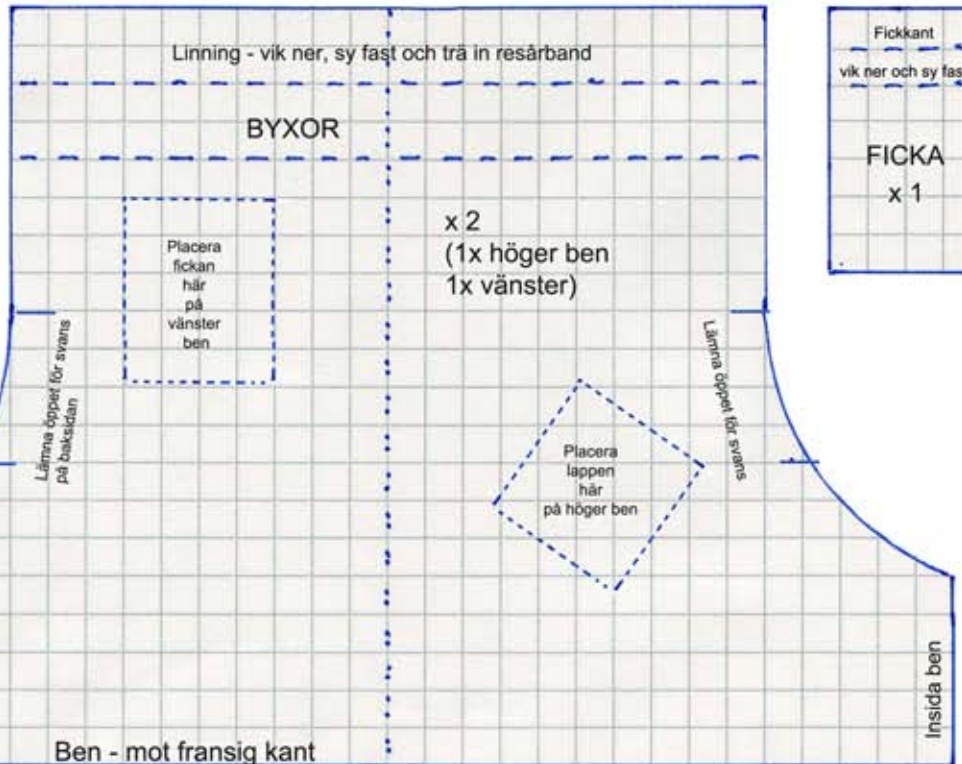 Linning - vik ner, sy fast och trä in resårband
BYXOR
Placera
fickan
här
på
vänster
ben
x 2
(1x höger ben
1x vänster)
Lämna öppet för svans
på baksidan
Lämna öppet för svans
Placera
lappen
här
på höger ben
Insida ben
Ben - mot fransig kant
Fickkant
vik ner och sy fas
FICKA
x 1